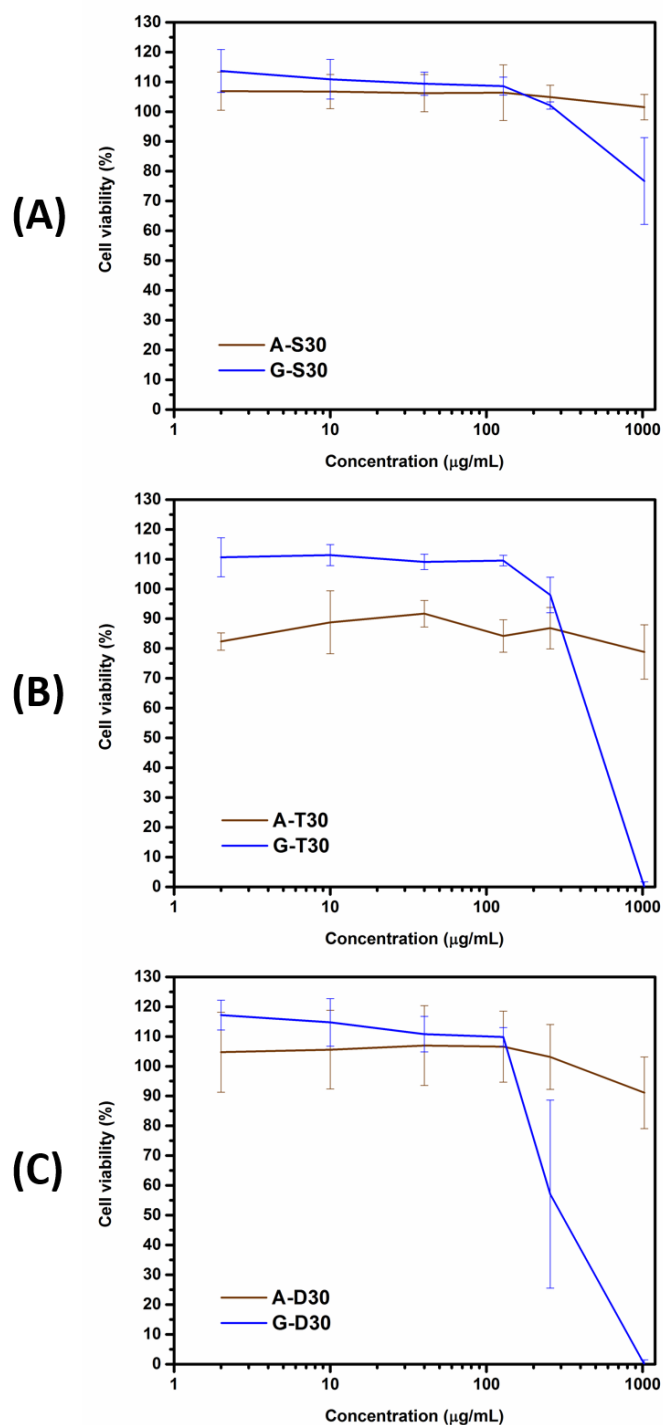 (A)
Cell viability (%)
130
120
110
100
90
80
70
60
50
40
30
20
10
0
A-S30
G-S30
1 10 100 1000
Concentration (μg/mL)
(B)
Cell viability (%)
130
120
110
100
90
80
70
60
50
40
30
20
10
0
A-T30
G-T30
1 10 100 1000
Concentration (μg/mL)
(C)
Cell viability (%)
130
120
110
100
90
80
70
60
50
40
30
20
10
0
A-D30
G-D30
1 10 100 1000
Concentration (μg/mL)